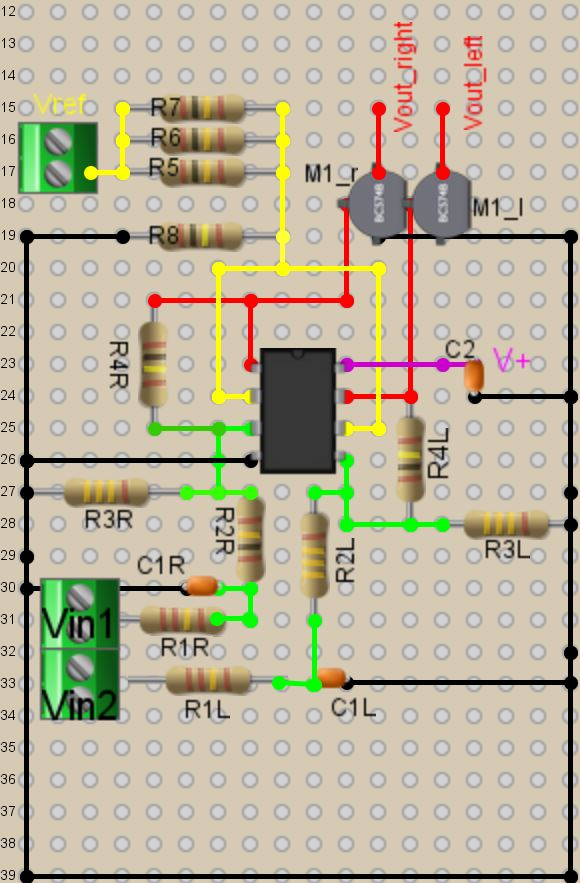 12
13
14
Vout_right
Vout_left
15
Vref
R7
16
R6
17
R5
M1_r
BC574B
BC574B
18
M1_l
19
R8
20
21
22
R4R
C2
V+
23
24
25
R4L
26
27
R3R
R2R
28
R3L
R2L
29
C1R
30
31
Vin1
R1R
32
33
Vin2
R1L
C1L
34
35
36
37
38
39